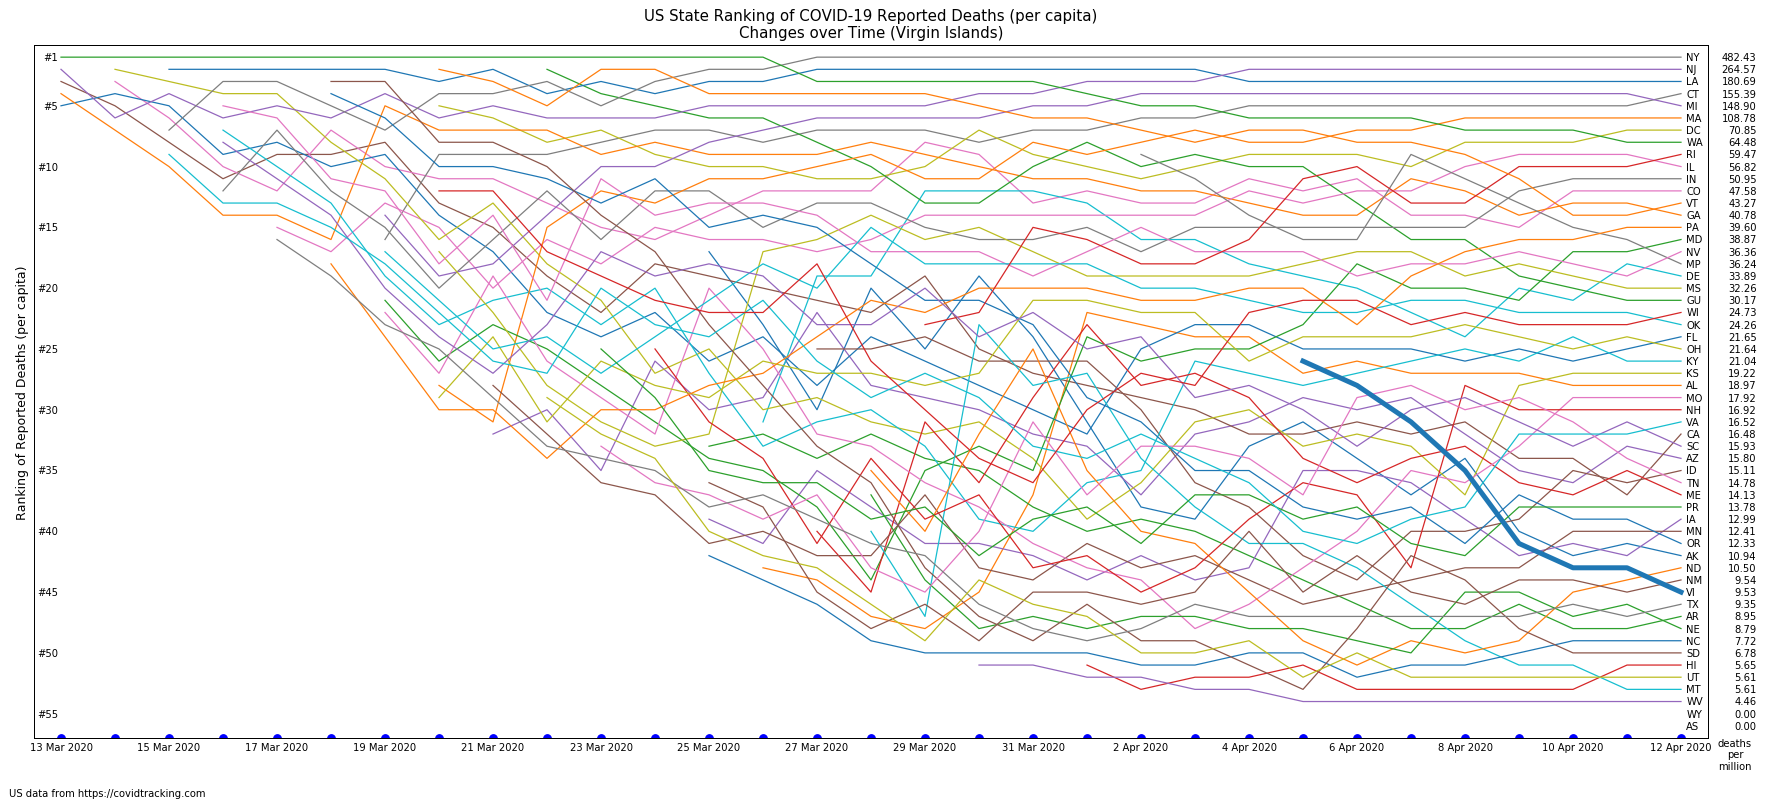 US State Ranking of COVID-19 Reported Deaths (per capita)
Changes over Time (Virgin Islands)
Ranking of Reported Deaths (per capita)
#1
#5
#10
#15
#20
#25
#30
#35
#40
#45
#50
#55
NY 482.43
NJ 264.57
LA 180.69
CT 155.39
MI 148.90
MA 108.78
DC 70.85
WA 64.48
RI 59.47
IL 56.82
IN 50.95
CO 47.58
VT 43.27
GA 40.78
PA 39.60
MD 38.87
NV 36.36
MP 36.24
DE 33.89
MS 32.26
GU 30.17
WI 24.73
OK 24.26
FL 21.65
OH 21.64
KY 21.04
KS 19.22
AL 18.97
MO 17.92
NH 16.92
VA 16.52
CA 16.48
SC 15.93
AZ 15.80
ID 15.11
TN 14.78
ME 14.13
PR 13.78
IA 12.99
MN 12.41
OR 12.33
AK 10.94
ND 10.50
NM 9.54
VI 9.53
TX 9.35
AR 8.95
NE 8.79
NC 7.72
SD 6.78
HI 5.65
UT 5.61
MT 5.61
WV 4.46
WY 0.00
AS 0.00
13 Mar 2020 15 Mar 2020 17 Mar 2020 19 Mar 2020 21 Mar 2020 23 Mar 2020 25 Mar 2020 27 Mar 2020 29 Mar 2020 31 Mar 2020 2 Apr 2020 4 Apr 2020 6 Apr 2020 8 Apr 2020 10 Apr 2020 12 Apr 2020
deaths
per
million
US data from https://covidtracking.com